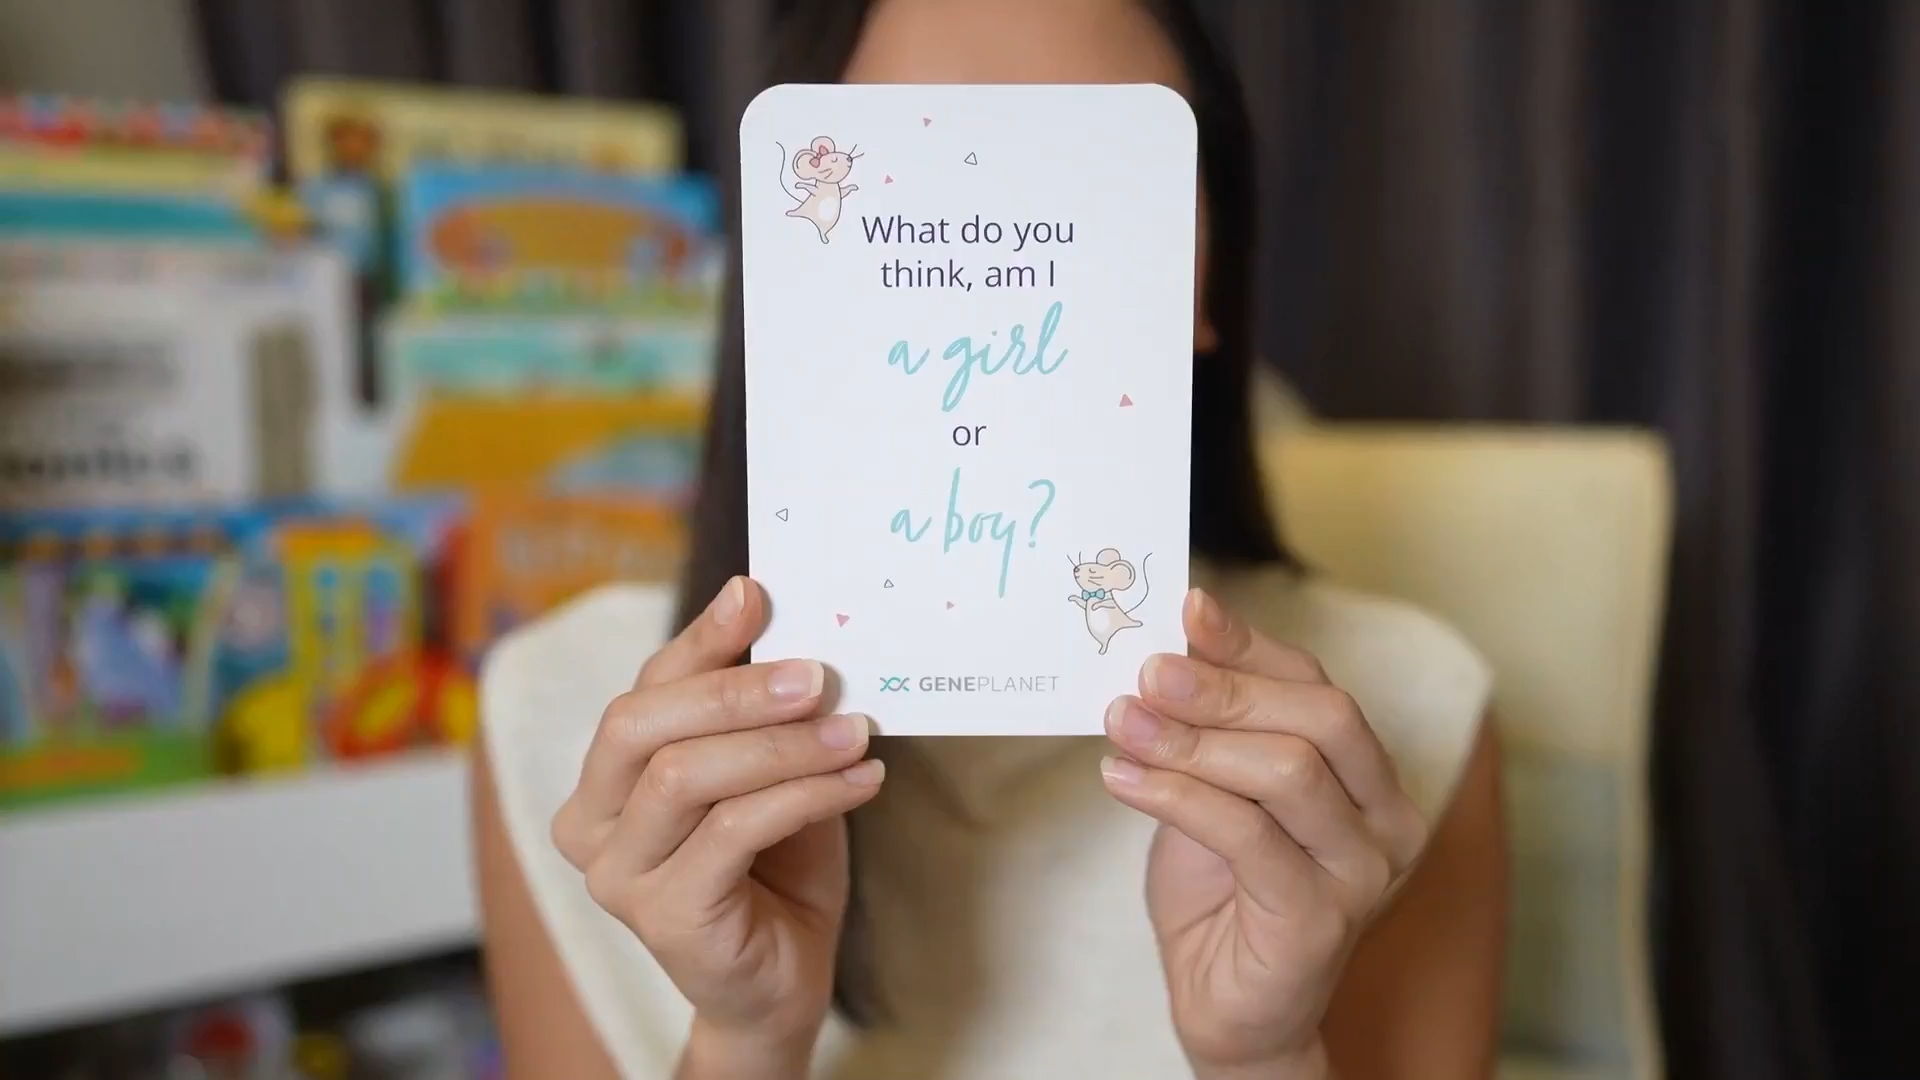 What do you
think, am I
a girl
or
a boy?
GENEPLANET